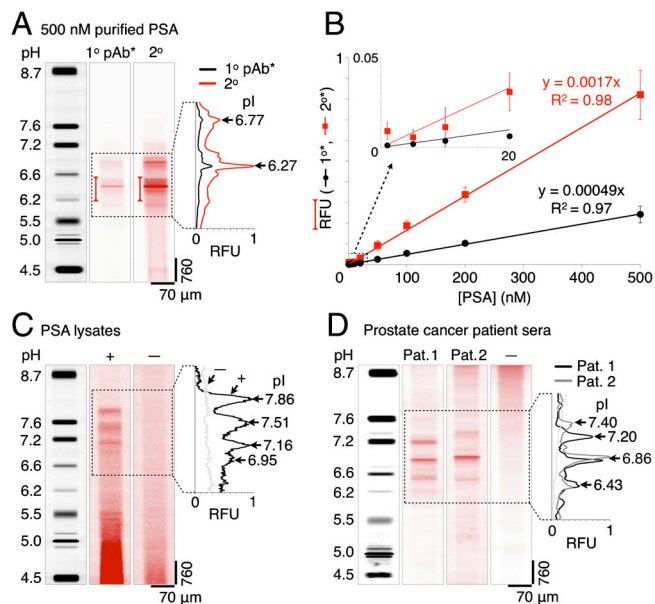 A
500 nM purified PSA
pH
1º pAb*
2º
1º pAb*
2º
8.7
7.6
7.2
6.6
6.2
5.5
5.0
4.5
pI
6.77
6.27
0 1
RFU
760
70 µm
B
RFU ( 1º*, 2º*)
1
0
0.05
0
20
y = 0.0017x
R² = 0.98
y = 0.00049x
R² = 0.97
0 100 200 300 400 500
[PSA] (nM)
C
PSA lysates
pH
+
–
8.7
7.6
7.2
6.6
6.2
5.5
5.0
4.5
–
+
pI
7.86
7.51
7.16
6.95
0 1
RFU
760
70 µm
D
Prostate cancer patient sera
pH
Pat.1
Pat.2
–
Pat. 1
Pat. 2
8.7
7.6
7.2
6.6
6.2
5.5
5.0
4.5
pI
7.40
7.20
6.86
6.43
0 1
RFU
760
70 µm